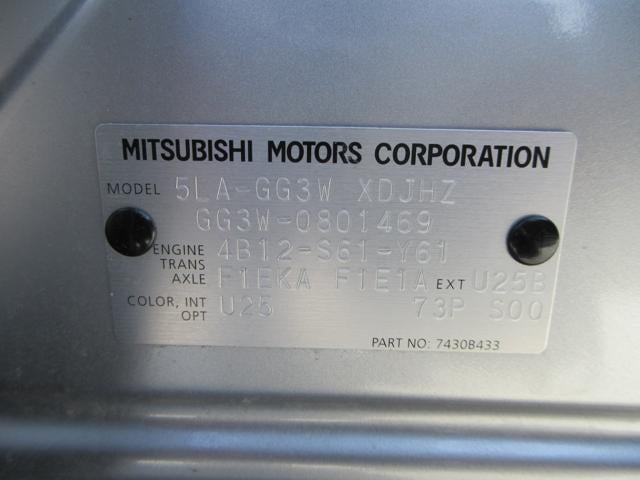 MITSUBISHI MOTORS CORPORATION
MODEL 5LA-GG3W XDJHZ
GG3W-0801469
ENGINE 4B12-S61-Y61
TRANS
AXLE F1EKA F1E1A EXT U25B
COLOR, INT U25 73P S00
OPT
PART NO: 7430B433